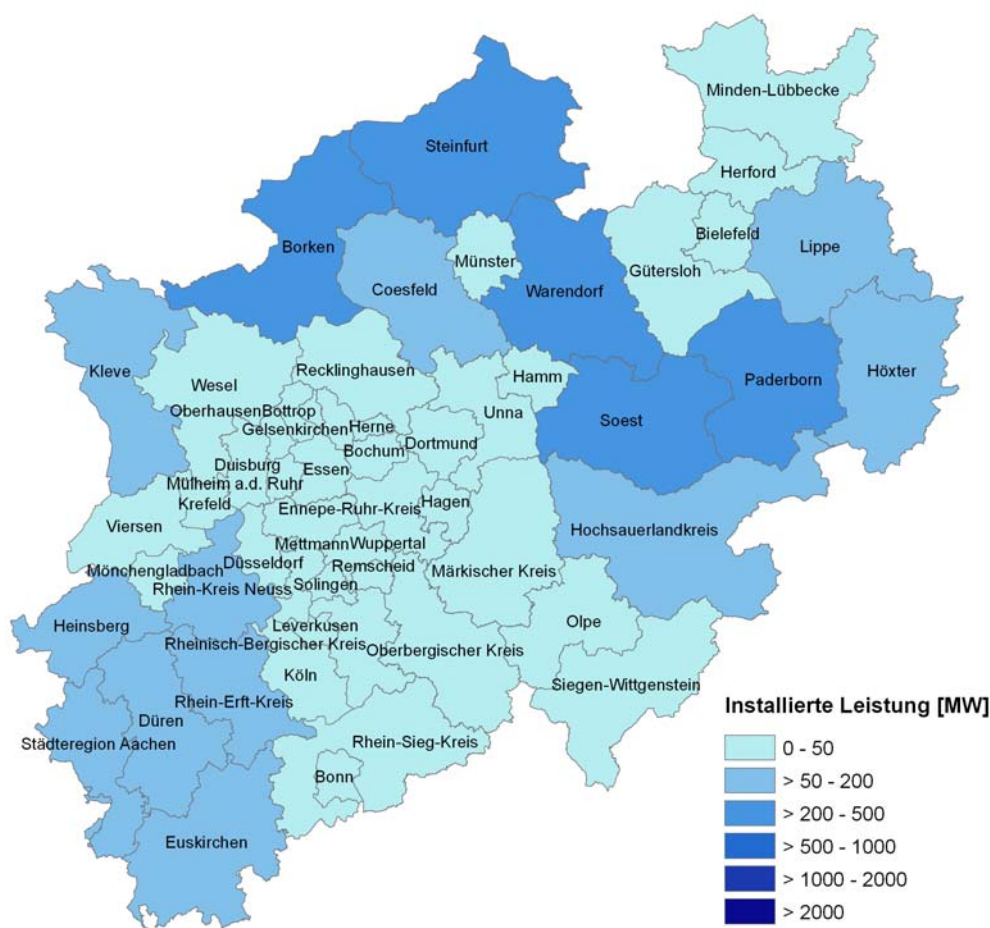 Minden-Lübbecke
Steinfurt
Herford
Bielefeld
Borken
Lippe
Münster
Gütersloh
Coesfeld
Warendorf
Kleve
Recklinghausen
Hamm
Paderborn
Höxter
Wesel
Oberhausen
Bottrop
Unna
Soest
Gelsenkirchen
Herne
Dortmund
Bochum
Duisburg
Essen
Mülheim a.d. Ruhr
Krefeld
Hagen
Ennepe-Ruhr-Kreis
Viersen
Hochsauerlandkreis
Mettmann
Wuppertal
Düsseldorf
Mönchengladbach
Remscheid
Märkischer Kreis
Solingen
Rhein-Kreis Neuss
Heinsberg
Leverkusen
Olpe
Rheinisch-Bergischer Kreis
Oberbergischer Kreis
Köln
Siegen-Wittgenstein
Rhein-Erft-Kreis
Düren
Städteregion Aachen
Rhein-Sieg-Kreis
Bonn
Euskirchen
Installierte Leistung [MW]
0 - 50
> 50 - 200
> 200 - 500
> 500 - 1000
> 1000 - 2000
> 2000